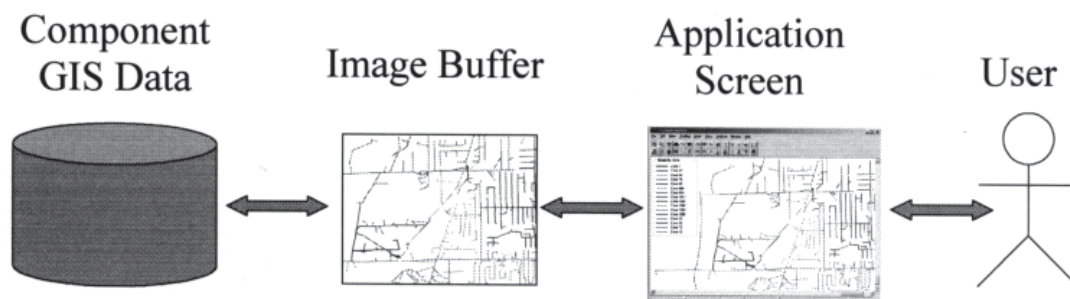 Component
GIS Data
Image Buffer
Application
Screen
User